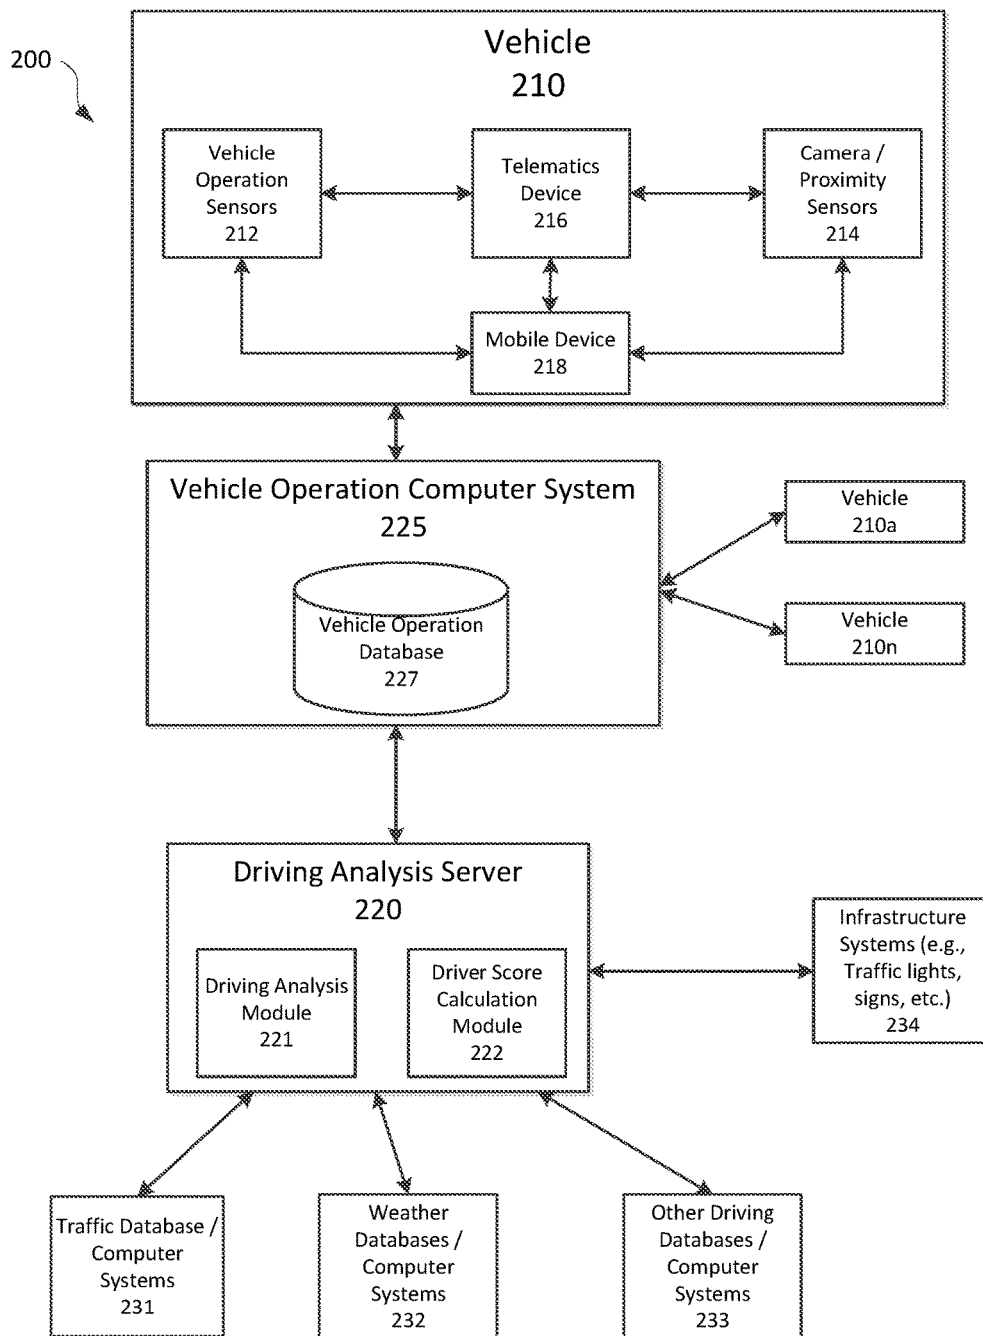 200
Vehicle
210
Vehicle
Operation
Sensors
212
Telematics
Device
216
Camera /
Proximity
Sensors
214
Mobile Device
218
Vehicle Operation Computer System
225
Vehicle Operation
Database
227
Vehicle
210a
Vehicle
210n
Driving Analysis Server
220
Driving Analysis
Module
221
Driver Score
Calculation
Module
222
Infrastructure
Systems (e.g.,
Traffic lights,
signs, etc.)
234
Traffic Database /
Computer
Systems
231
Weather
Databases /
Computer
Systems
232
Other Driving
Databases /
Computer
Systems
233